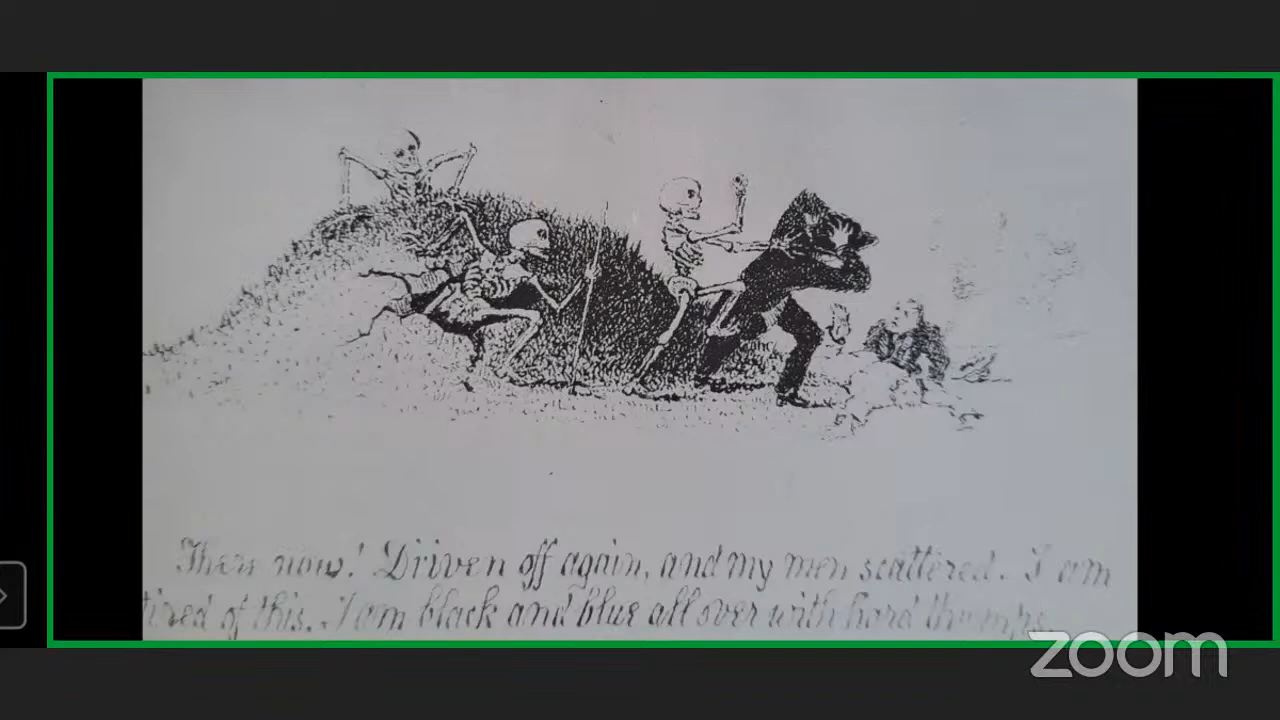 There now! Driven off again, and my men scattered. I am
tired of this. I am black and blue all over with hard thumps.
zoom